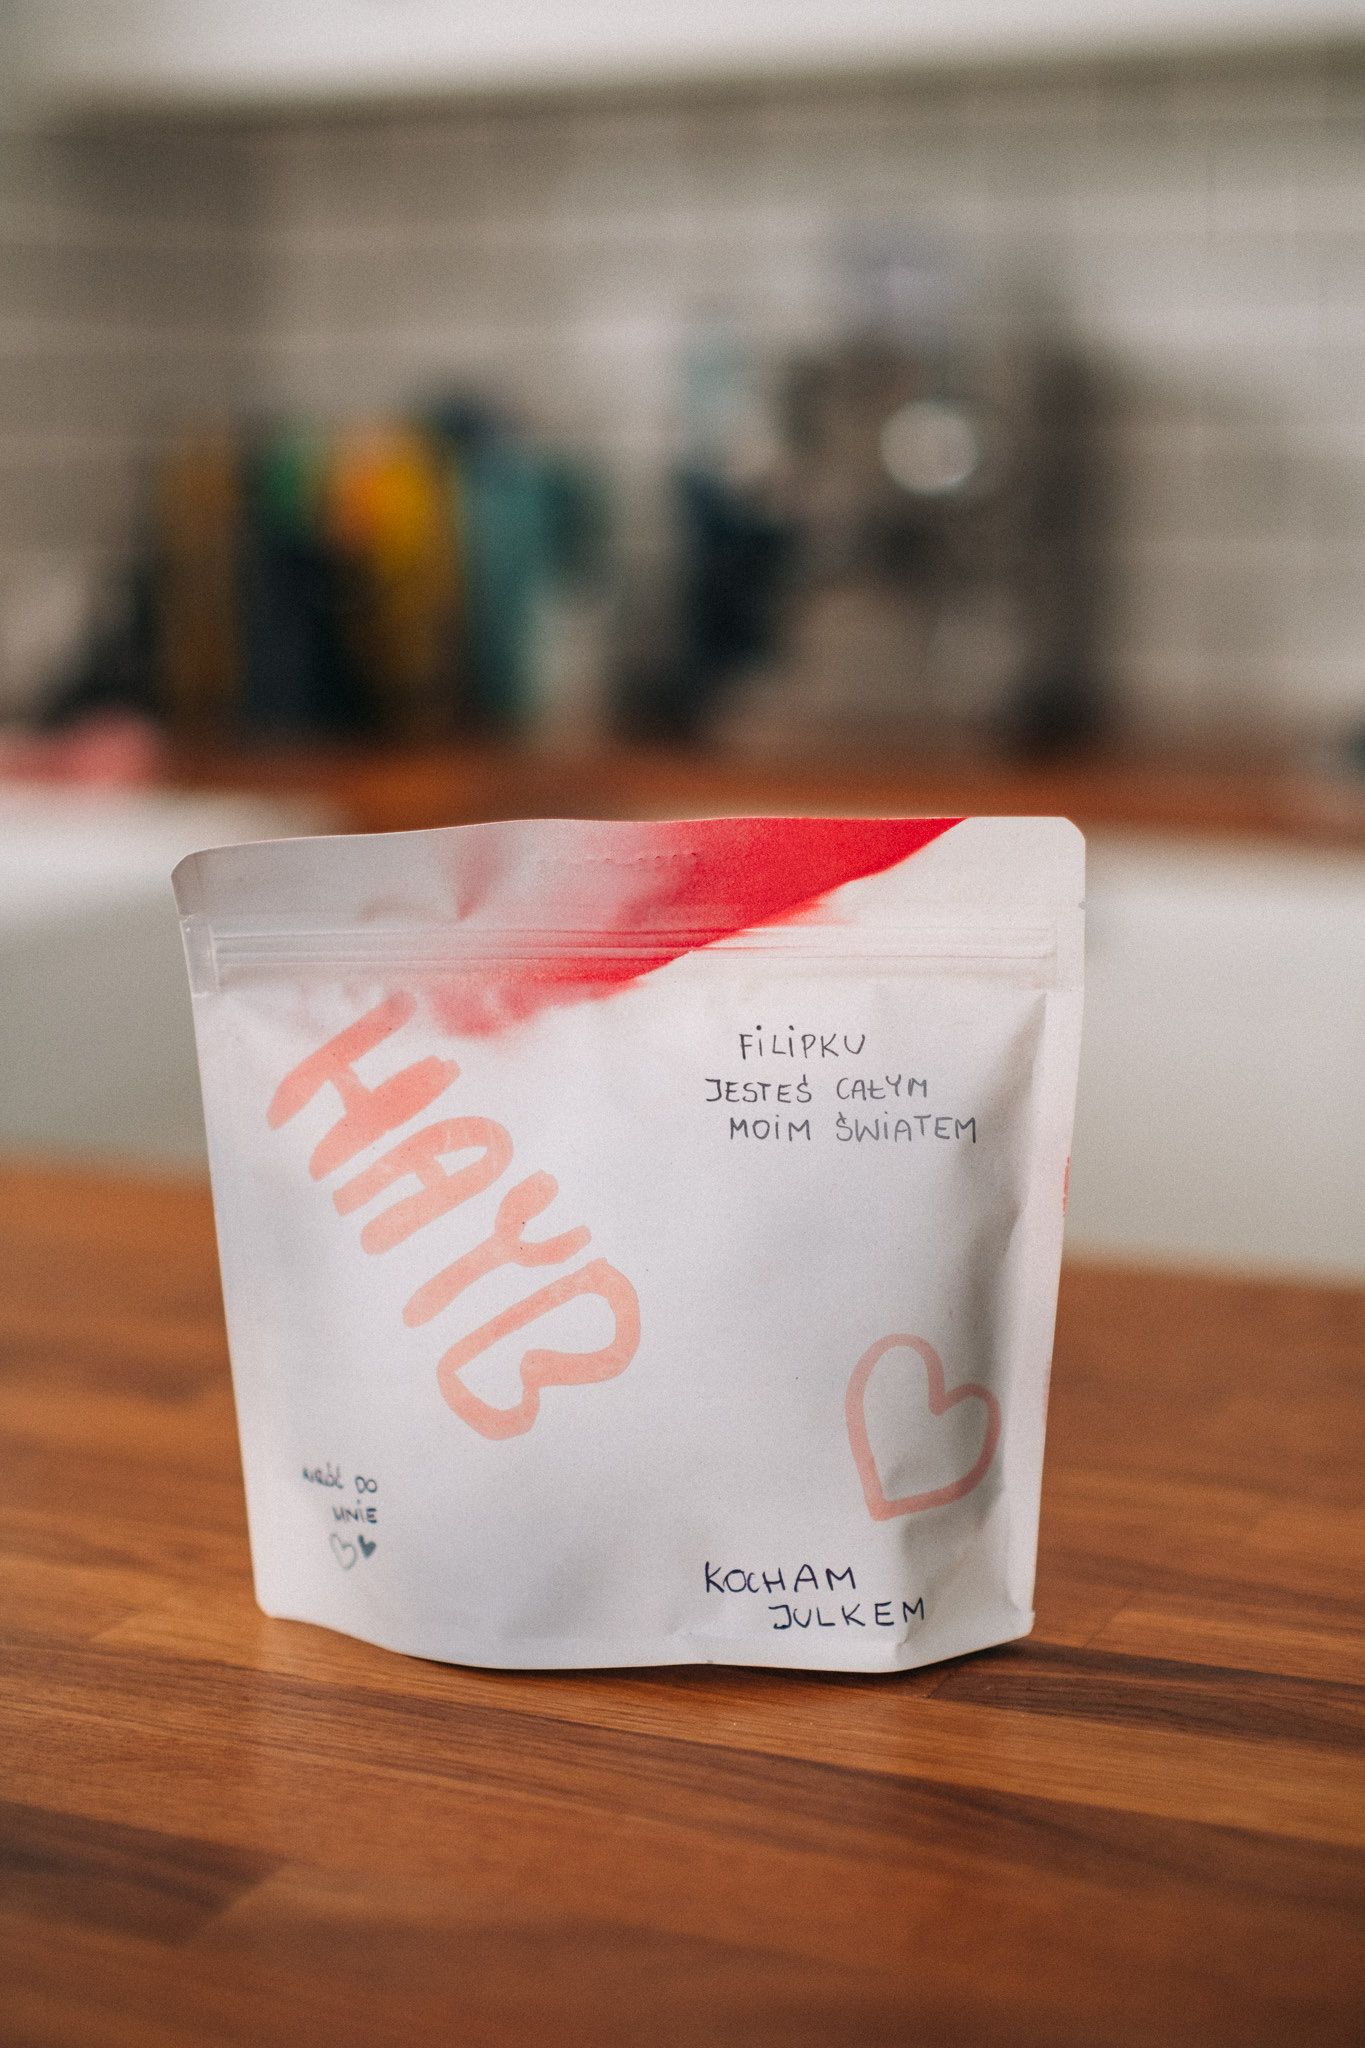 HAYB
FiLiPKU
JESTEŚ CAŁYM
MOiM ŚWiATEM
WRÓĆ DO
MNiE
KOCHAM
JULKEM